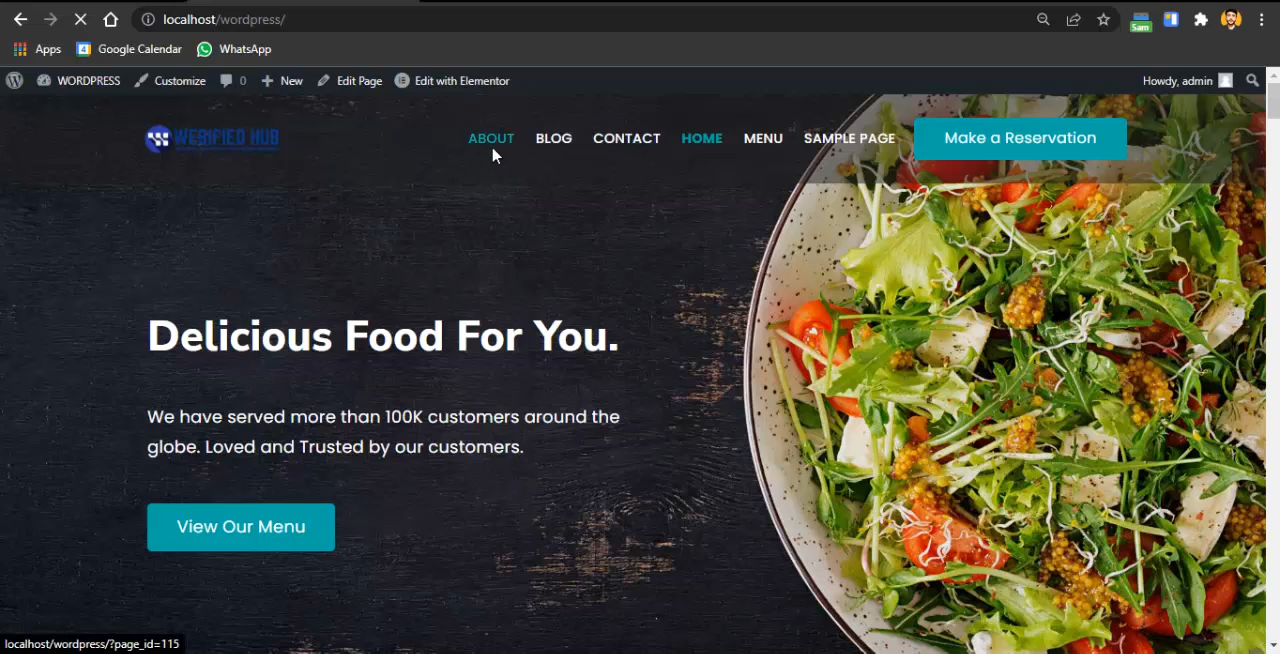 localhost/wordpress/
Sam
Apps
4 Google Calendar
WhatsApp
WORDPRESS
Customize
0
New
Edit Page
Edit with Elementor
Howdy, admin
WEBIFIED HUB
ABOUT
BLOG
CONTACT
HOME
MENU
SAMPLE PAGE
Make a Reservation
Delicious Food For You.
We have served more than 100K customers around the
globe. Loved and Trusted by our customers.
View Our Menu
localhost/wordpress/?page_id=115